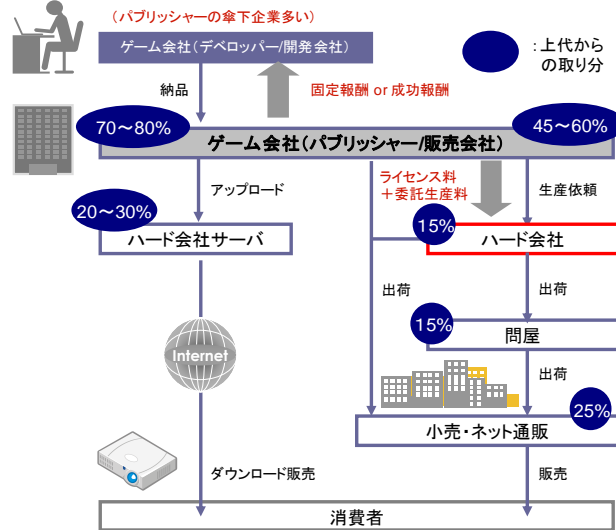 （パブリッシャーの傘下企業多い）
ゲーム会社（デベロッパー/開発会社）
：上代から
の取り分
納品
固定報酬 or 成功報酬
70～80%
45～60%
ゲーム会社（パブリッシャー/販売会社）
アップロード
ライセンス料
＋委託生産料
生産依頼
20～30%
ハード会社サーバ
15%
ハード会社
出荷
出荷
15%
問屋
Internet
出荷
25%
小売・ネット通販
ダウンロード販売
販売
消費者